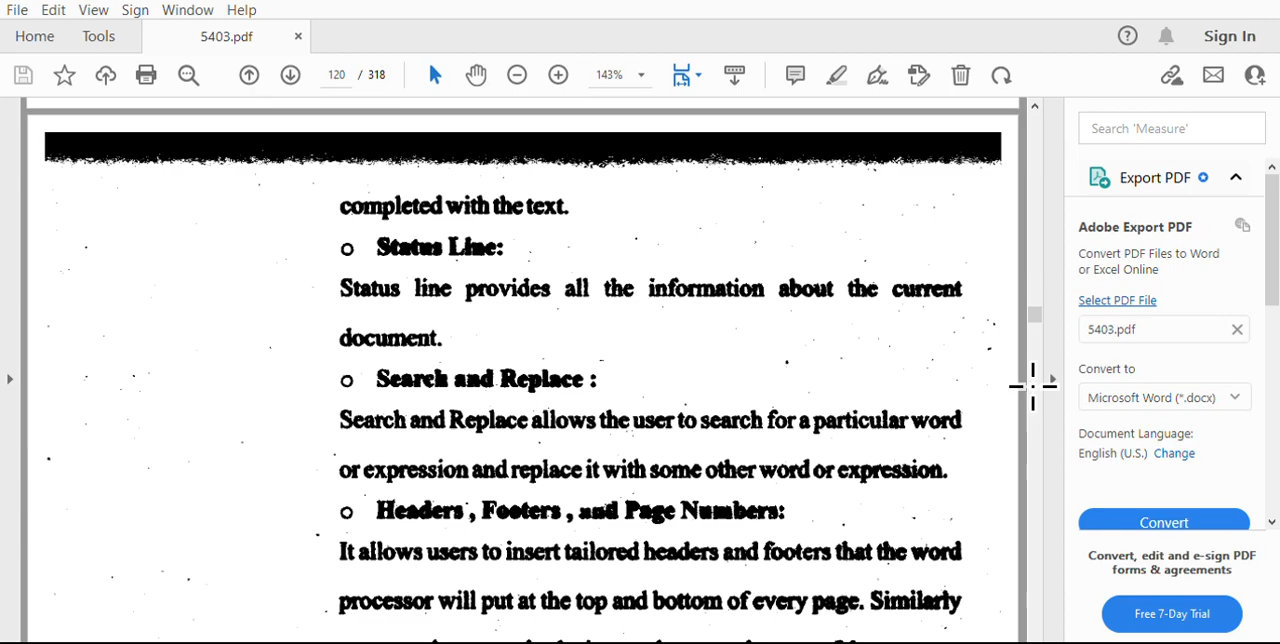 File Edit View Sign Window Help
Home Tools 5403.pdf × Sign In
120 / 318 143%
completed with the text.
o Status Line:
Status line provides all the information about the current
document.
o Search and Replace :
Search and Replace allows the user to search for a particular word
or expression and replace it with some other word or expression.
o Headers , Footers , and Page Numbers:
It allows users to insert tailored headers and footers that the word
processor will put at the top and bottom of every page. Similarly
Search 'Measure'
Export PDF
Adobe Export PDF
Convert PDF Files to Word
or Excel Online
Select PDF File
5403.pdf
Convert to
Microsoft Word (*.docx)
Document Language:
English (U.S.) Change
Convert
Convert, edit and e-sign PDF
forms & agreements
Free 7-Day Trial